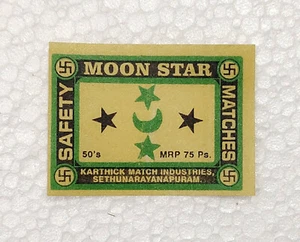 MOON STAR
SAFETY
MATCHES
50's
MRP 75 Ps.
KARTHICK MATCH INDUSTRIES,
SETHUNARAYANAPURAM.